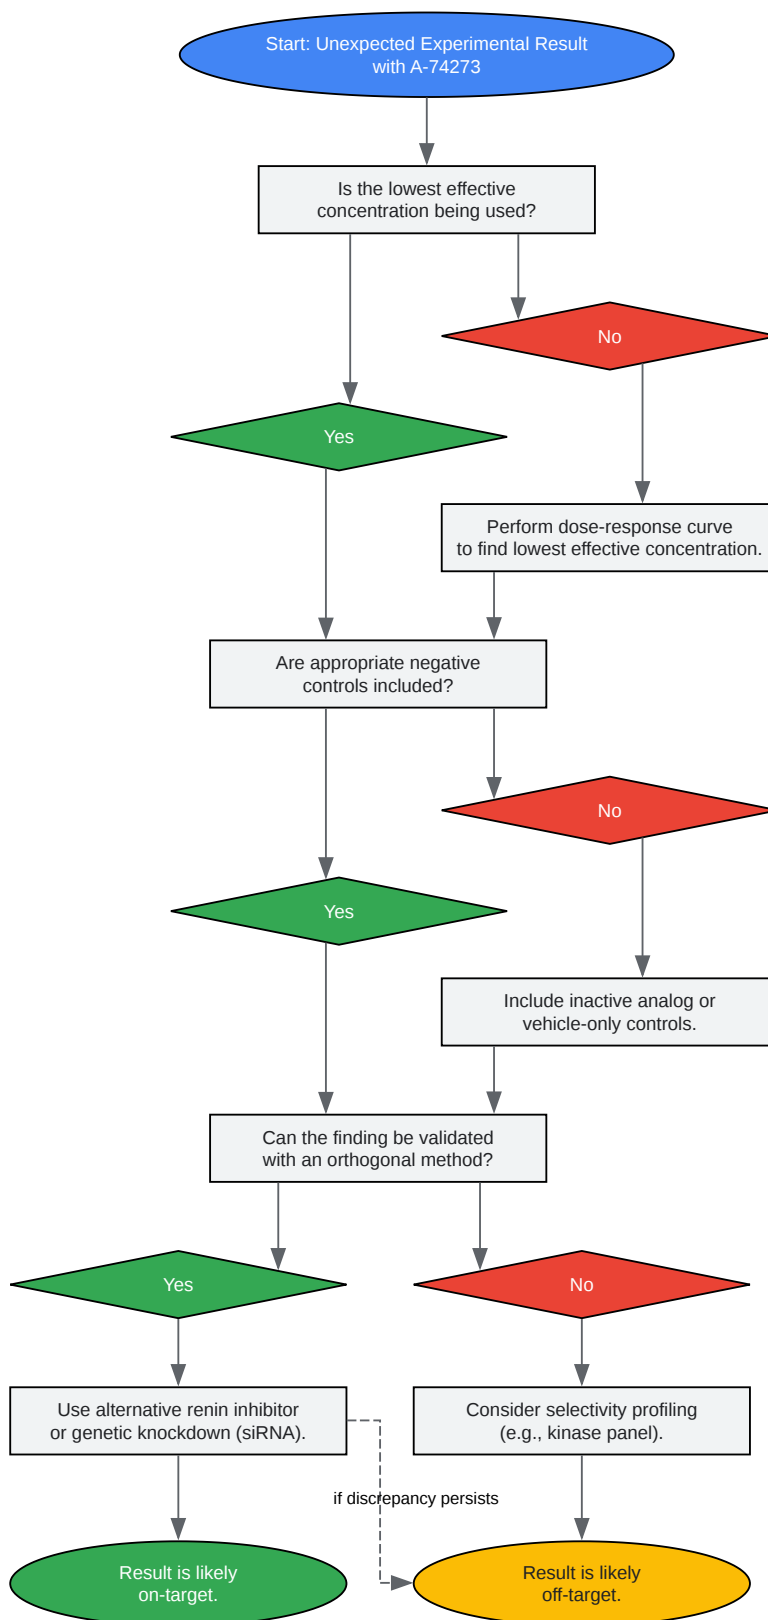 Start: Unexpected Experimental Result
with A-74273
Is the lowest effective
concentration being used?
No
Yes
Perform dose-response curve
to find lowest effective concentration.
Are appropriate negative
controls included?
No
Yes
Include inactive analog or
vehicle-only controls.
Can the finding be validated
with an orthogonal method?
Yes
No
Use alternative renin inhibitor
or genetic knockdown (siRNA).
Consider selectivity profiling
(e.g., kinase panel).
if discrepancy persists
Result is likely
on-target.
Result is likely
off-target.